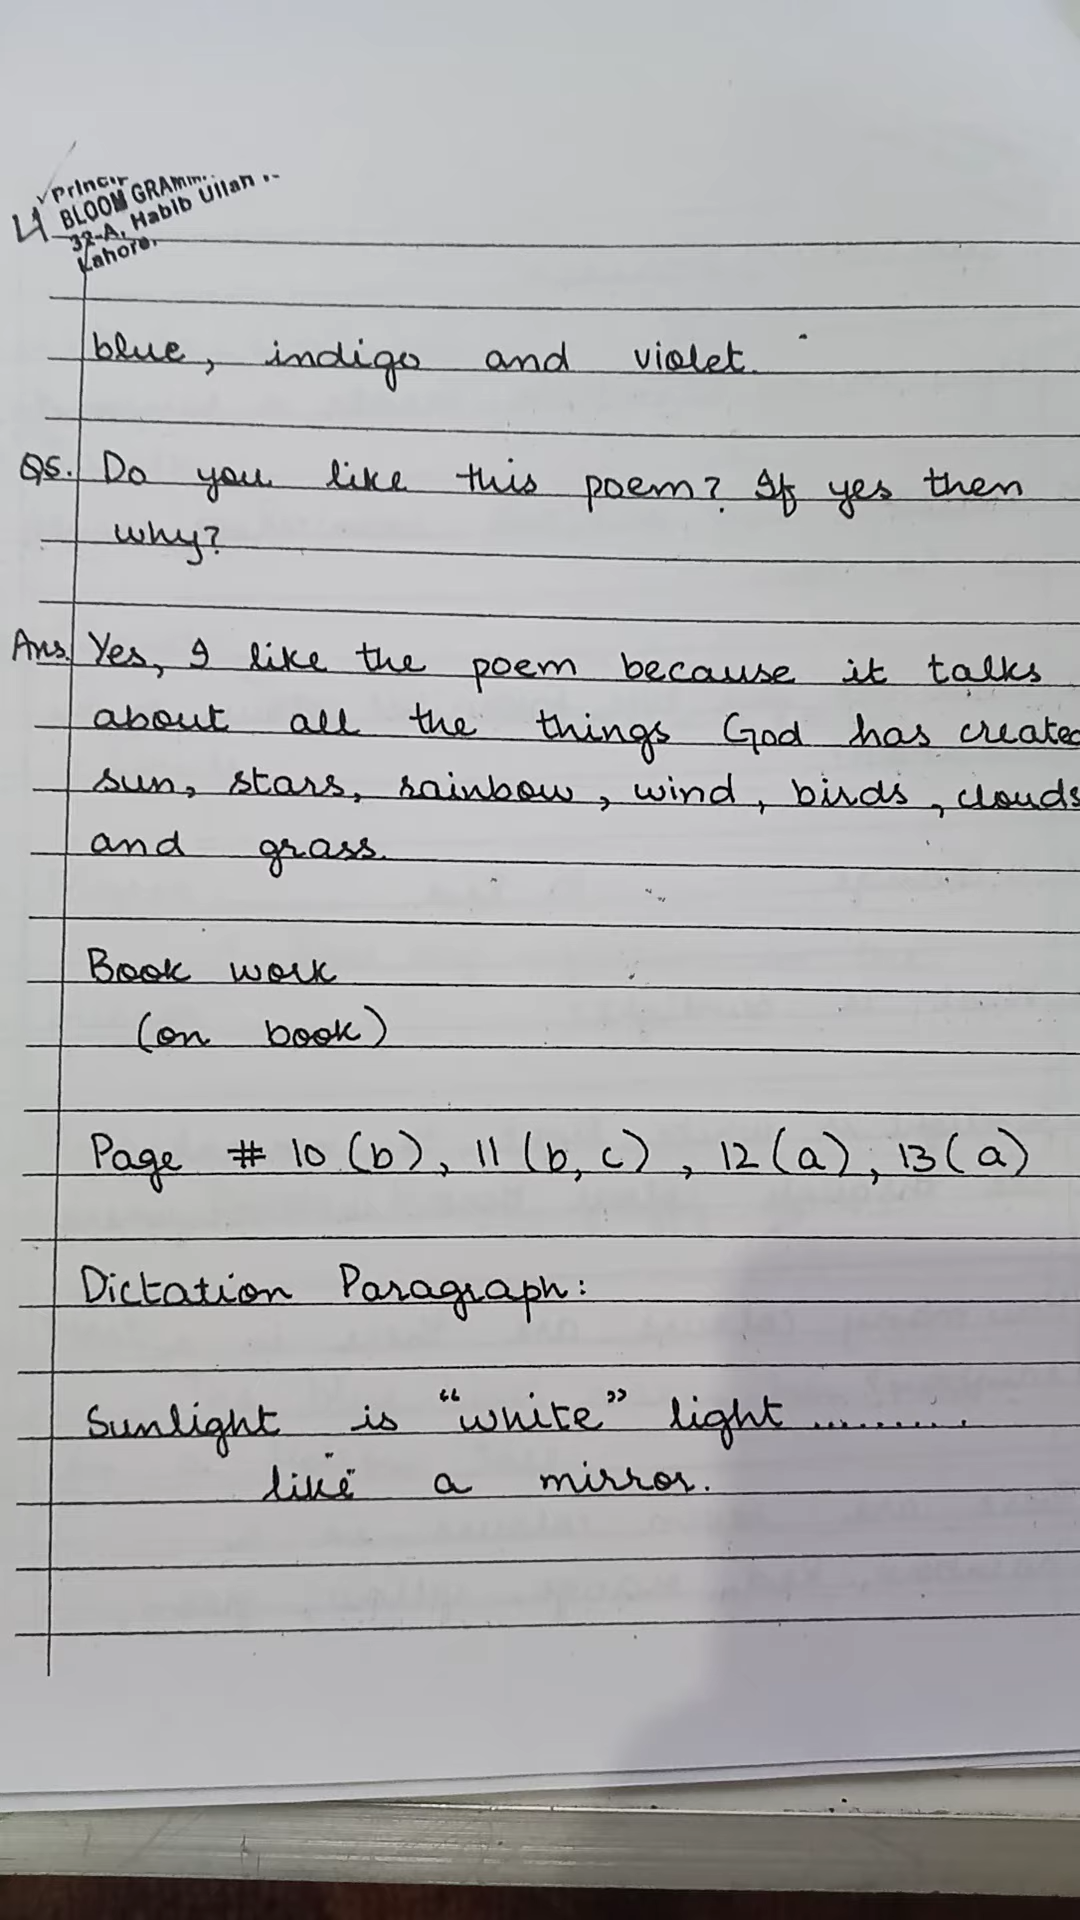 BLOOM
32-A, Habib Ullah
Lahore.
blue, indigo and violet.
Q5. Do you like this poem? If yes then
why?
Ans. Yes, I like the poem because it talks
about all the things God has created
sun, stars, rainbow, wind, birds, clouds
and grass.
Book work
(on book)
Page # 10 (b), 11 (b, c), 12 (a), 13 (a)
Dictation Paragraph:
Sunlight is "white" light ..........
like a mirror.